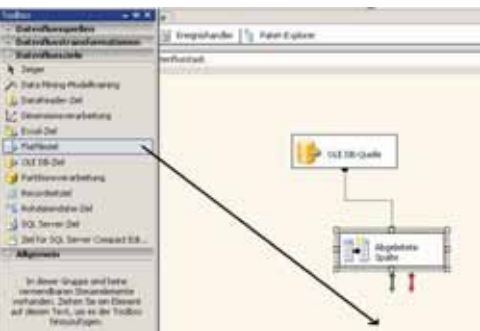 Toolbox
Datenflussquellen
Datenflusstransformationen
Datenflussziele
Zeiger
Data Mining-Modelltraining
DataReader-Ziel
Dimensionsverarbeitung
Excel-Ziel
Flatfileziel
OLE DB-Ziel
Partitionsverarbeitung
Recordsetziel
Rohdatendatei-Ziel
SQL Server-Ziel
Ziel für SQL Server Compact Edi...
Allgemein
In dieser Gruppe sind keine
verwendbaren Steuerelemente
vorhanden. Ziehen Sie ein Element
auf diesen Text, um es der Toolbox
hinzuzufügen.
Ereignishandler
Paket-Explorer
enflusstask
OLE DB-Quelle
Abgeleitete
Spalte